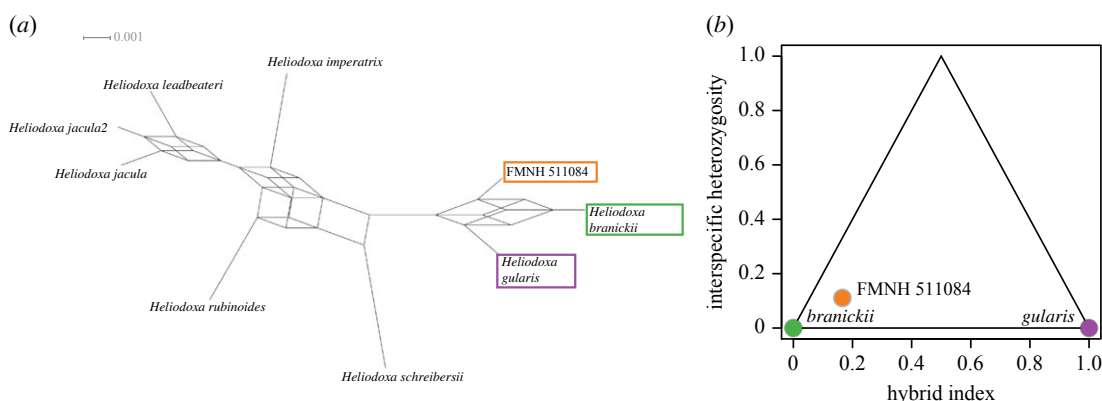 (a)
0.001
Heliodoxa imperatrix
Heliodoxa leadbeateri
Heliodoxa jacula2
Heliodoxa jacula
FMNH 511084
Heliodoxa
branickii
Heliodoxa
gularis
Heliodoxa rubinoides
Heliodoxa schreibersii
(b)
interspecific heterozygosity
1.0
0.8
0.6
0.4
0.2
0
FMNH 511084
branickii
gularis
0 0.2 0.4 0.6 0.8 1.0
hybrid index